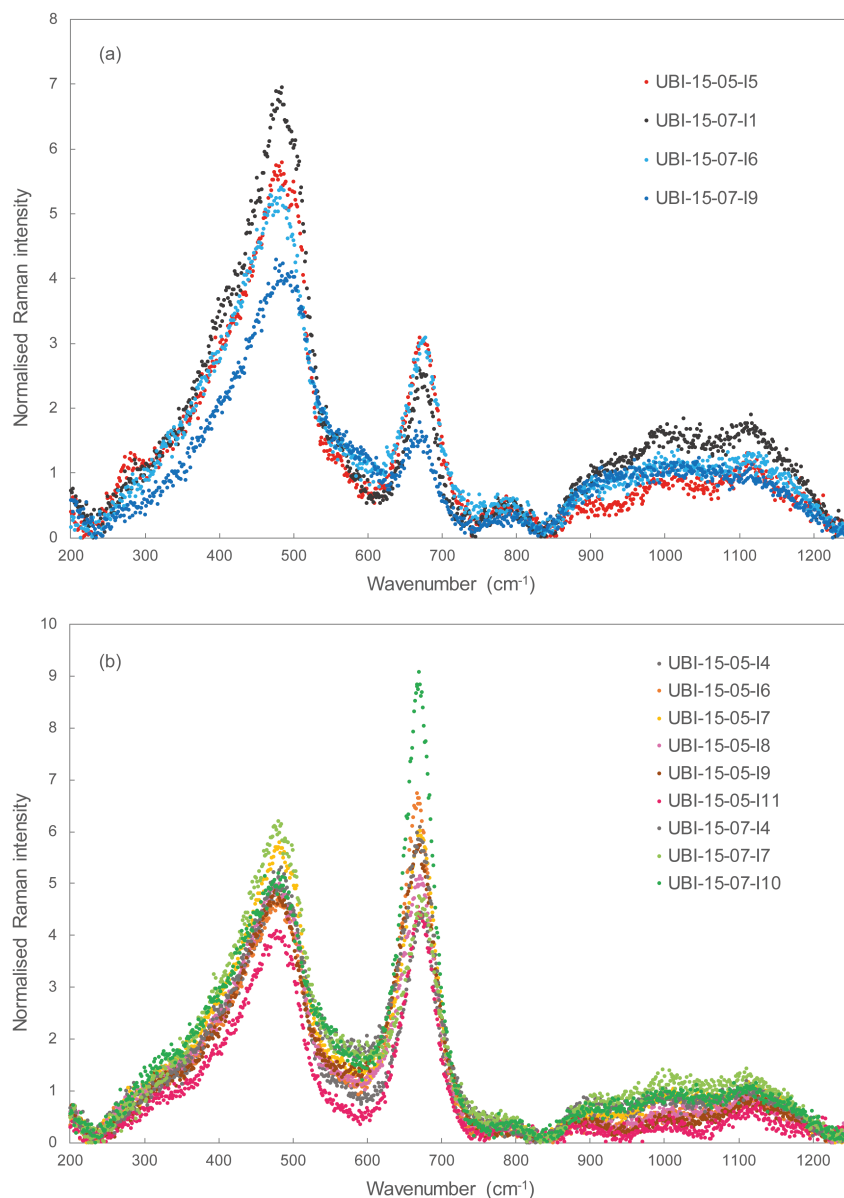 8
(a)
7
UBI-15-05-I5
UBI-15-07-I1
6
UBI-15-07-I6
UBI-15-07-I9
5
4
3
2
1
0
Normalised Raman intensity
200 300 400 500 600 700 800 900 1000 1100 1200
Wavenumber (cm-1)
10
(b)
UBI-15-05-I4
9
UBI-15-05-I6
UBI-15-05-I7
8
UBI-15-05-I8
UBI-15-05-I9
7
UBI-15-05-I11
UBI-15-07-I4
6
UBI-15-07-I7
UBI-15-07-I10
5
4
3
2
1
0
Normalised Raman intensity
200 300 400 500 600 700 800 900 1000 1100 1200
Wavenumber (cm-1)